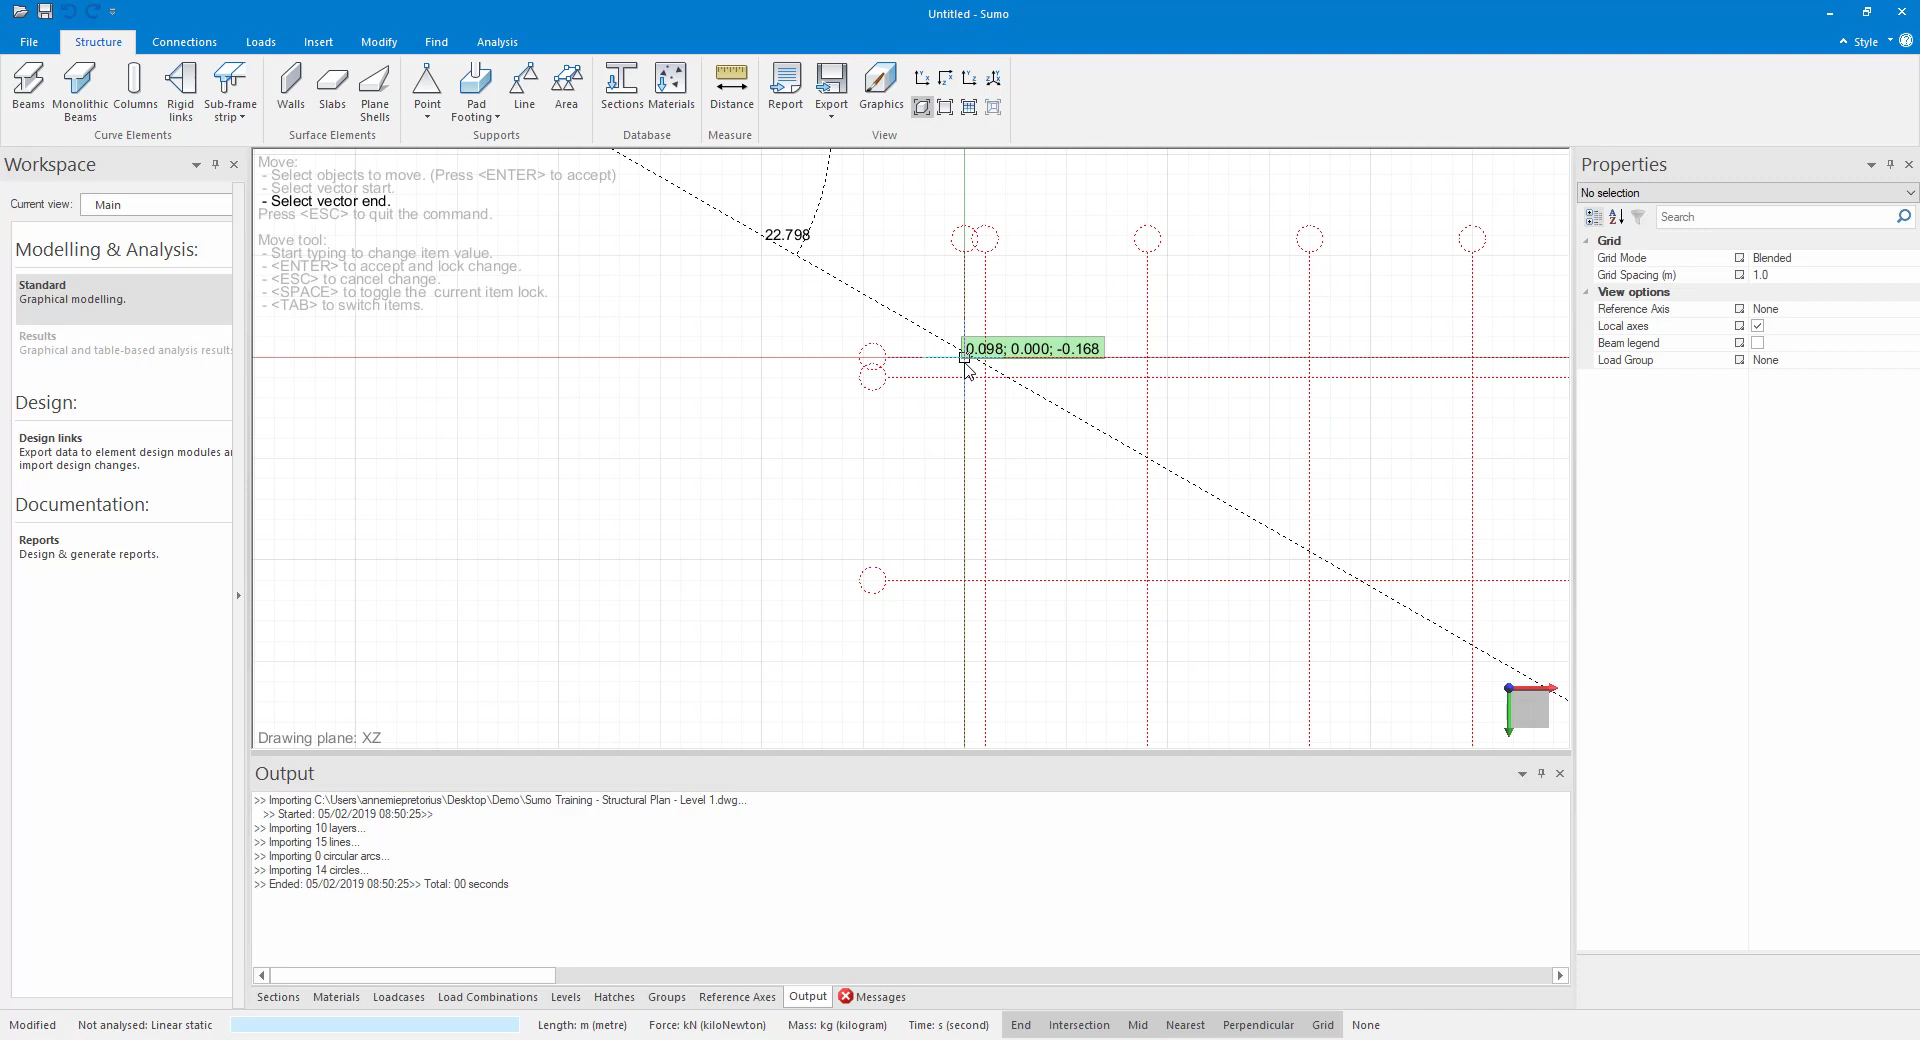 Untitled - Sumo
File
Structure
Connections
Loads
Insert
Modify
Find
Analysis
Style
Beams
Monolithic Beams
Columns
Rigid links
Sub-frame strip
Walls
Slabs
Plane Shells
Point
Pad Footing
Line
Area
Sections
Materials
Distance
Report
Export
Graphics
Curve Elements
Surface Elements
Supports
Database
Measure
View
Workspace
Current view:
Main
Modelling & Analysis:
Standard
Graphical modelling.
Results
Graphical and table-based analysis results
Design:
Design links
Export data to element design modules a
import design changes.
Documentation:
Reports
Design & generate reports.
Move:
- Select objects to move. (Press <ENTER> to accept)
- Select vector start.
- Select vector end.
Press <ESC> to quit the command.
Move tool:
- Start typing to change item value.
- <ENTER> to accept and lock change.
- <ESC> to cancel change.
- <SPACE> to toggle the current item lock.
- <TAB> to switch items.
22.798
0.098; 0.000; -0.168
Drawing plane: XZ
Properties
No selection
Search
Grid
Grid Mode Blended
Grid Spacing (m) 1.0
View options
Reference Axis None
Local axes
Beam legend
Load Group None
Output
>> Importing C:\Users\annemiepretorius\Desktop\Demo\Sumo Training - Structural Plan - Level 1.dwg...
>> Started: 05/02/2019 08:50:25>>
>> Importing 10 layers...
>> Importing 15 lines...
>> Importing 0 circular arcs...
>> Importing 14 circles...
>> Ended: 05/02/2019 08:50:25>> Total: 00 seconds
Sections
Materials
Loadcases
Load Combinations
Levels
Hatches
Groups
Reference Axes
Output
Messages
Modified
Not analysed: Linear static
Length: m (metre)
Force: kN (kiloNewton)
Mass: kg (kilogram)
Time: s (second)
End
Intersection
Mid
Nearest
Perpendicular
Grid
None